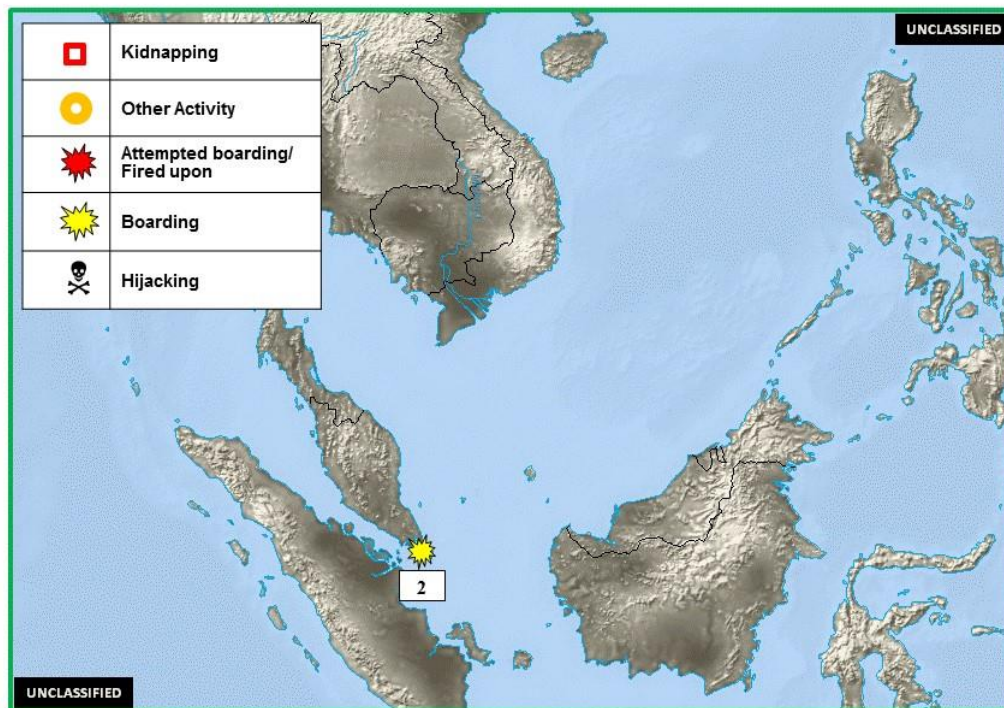 UNCLASSIFIED
Kidnapping
Other Activity
Attempted boarding/
Fired upon
Boarding
Hijacking
2
UNCLASSIFIED